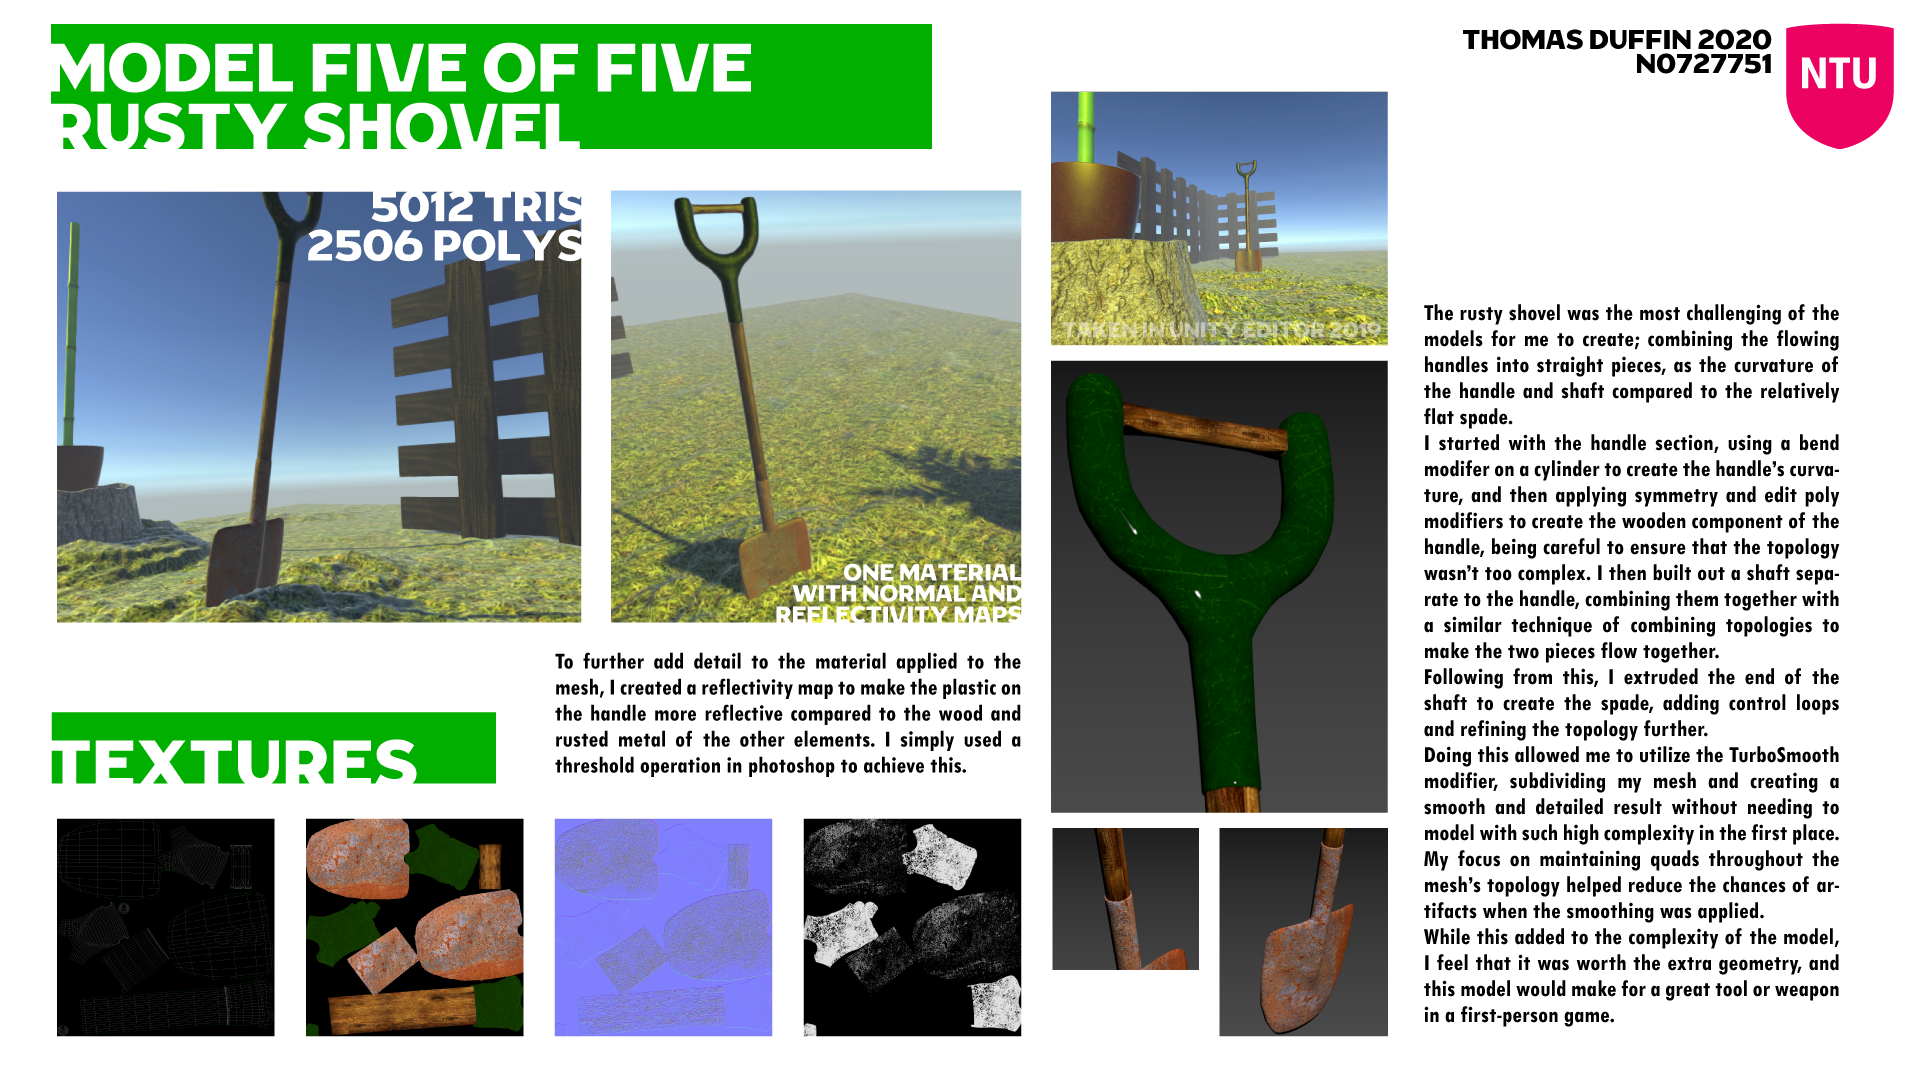 MODEL FIVE OF FIVE
RUSTY SHOVEL
THOMAS DUFFIN 2020
N0727751
NTU
5012 TRIS
2506 POLYS
ONE MATERIAL
WITH NORMAL AND
REFLECTIVITY MAPS
TAKEN IN UNITY EDITOR 2019
To further add detail to the material applied to the
mesh, I created a reflectivity map to make the plastic on
the handle more reflective compared to the wood and
rusted metal of the other elements. I simply used a
threshold operation in photoshop to achieve this.
TEXTURES
The rusty shovel was the most challenging of the
models for me to create; combining the flowing
handles into straight pieces, as the curvature of
the handle and shaft compared to the relatively
flat spade.
I started with the handle section, using a bend
modifer on a cylinder to create the handle’s curva-
ture, and then applying symmetry and edit poly
modifiers to create the wooden component of the
handle, being careful to ensure that the topology
wasn’t too complex. I then built out a shaft sepa-
rate to the handle, combining them together with
a similar technique of combining topologies to
make the two pieces flow together.
Following from this, I extruded the end of the
shaft to create the spade, adding control loops
and refining the topology further.
Doing this allowed me to utilize the TurboSmooth
modifier, subdividing my mesh and creating a
smooth and detailed result without needing to
model with such high complexity in the first place.
My focus on maintaining quads throughout the
mesh’s topology helped reduce the chances of ar-
tifacts when the smoothing was applied.
While this added to the complexity of the model,
I feel that it was worth the extra geometry, and
this model would make for a great tool or weapon
in a first-person game.